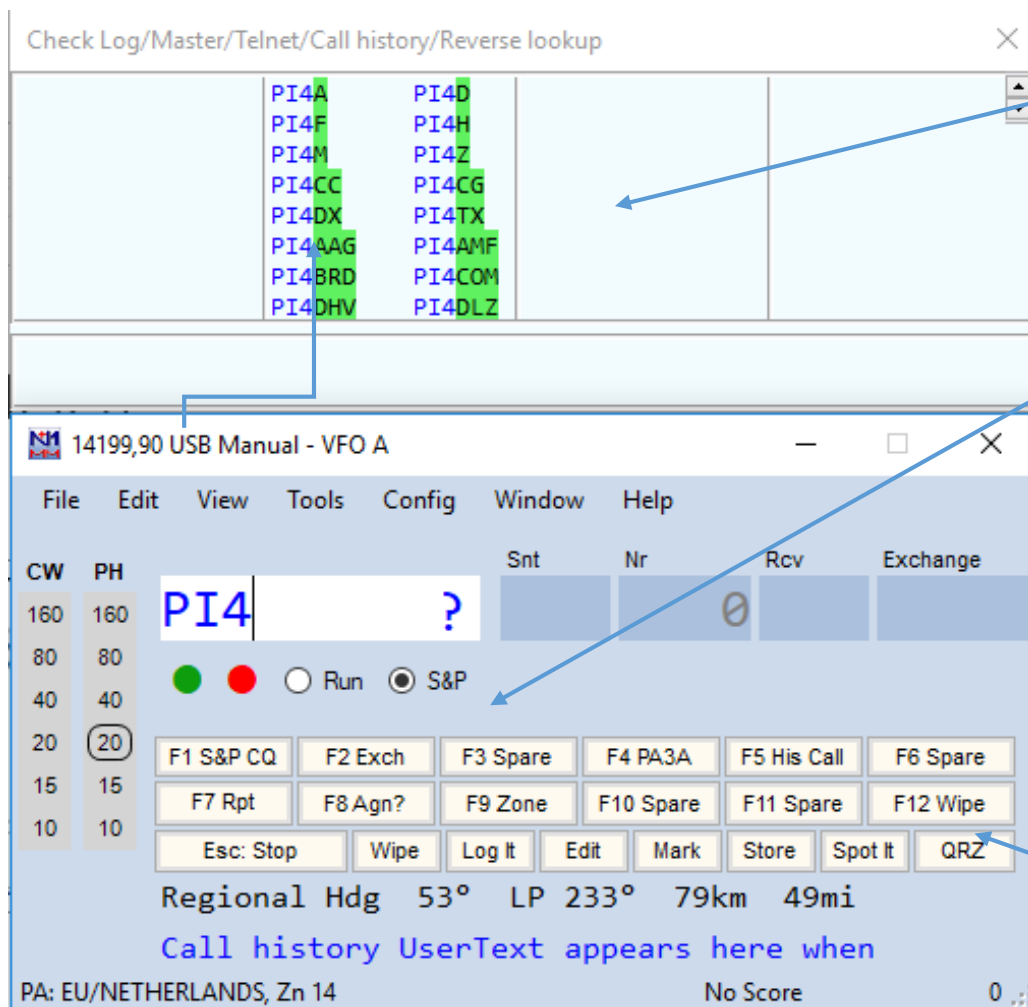 Check Log/Master/Telnet/Call history/Reverse lookup
PI4A PI4D
PI4F PI4H
PI4M PI4Z
PI4CC PI4CG
PI4DX PI4TX
PI4AAG PI4AMF
PI4BRD PI4COM
PI4DHV PI4DLZ
14199,90 USB Manual - VFO A
File Edit View Tools Config Window Help
CW PH Snt Nr Rcv Exchange
160 160 PI4 ? 0
80 80
40 40 Run S&P
20 20 F1 S&P CQ F2 Exch F3 Spare F4 PA3A F5 His Call F6 Spare
15 15 F7 Rpt F8 Agn? F9 Zone F10 Spare F11 Spare F12 Wipe
10 10 Esc: Stop Wipe Log It Edit Mark Store Spot It QRZ
Regional Hdg 53° LP 233° 79km 49mi
Call history UserText appears here when
PA: EU/NETHERLANDS, Zn 14 No Score 0